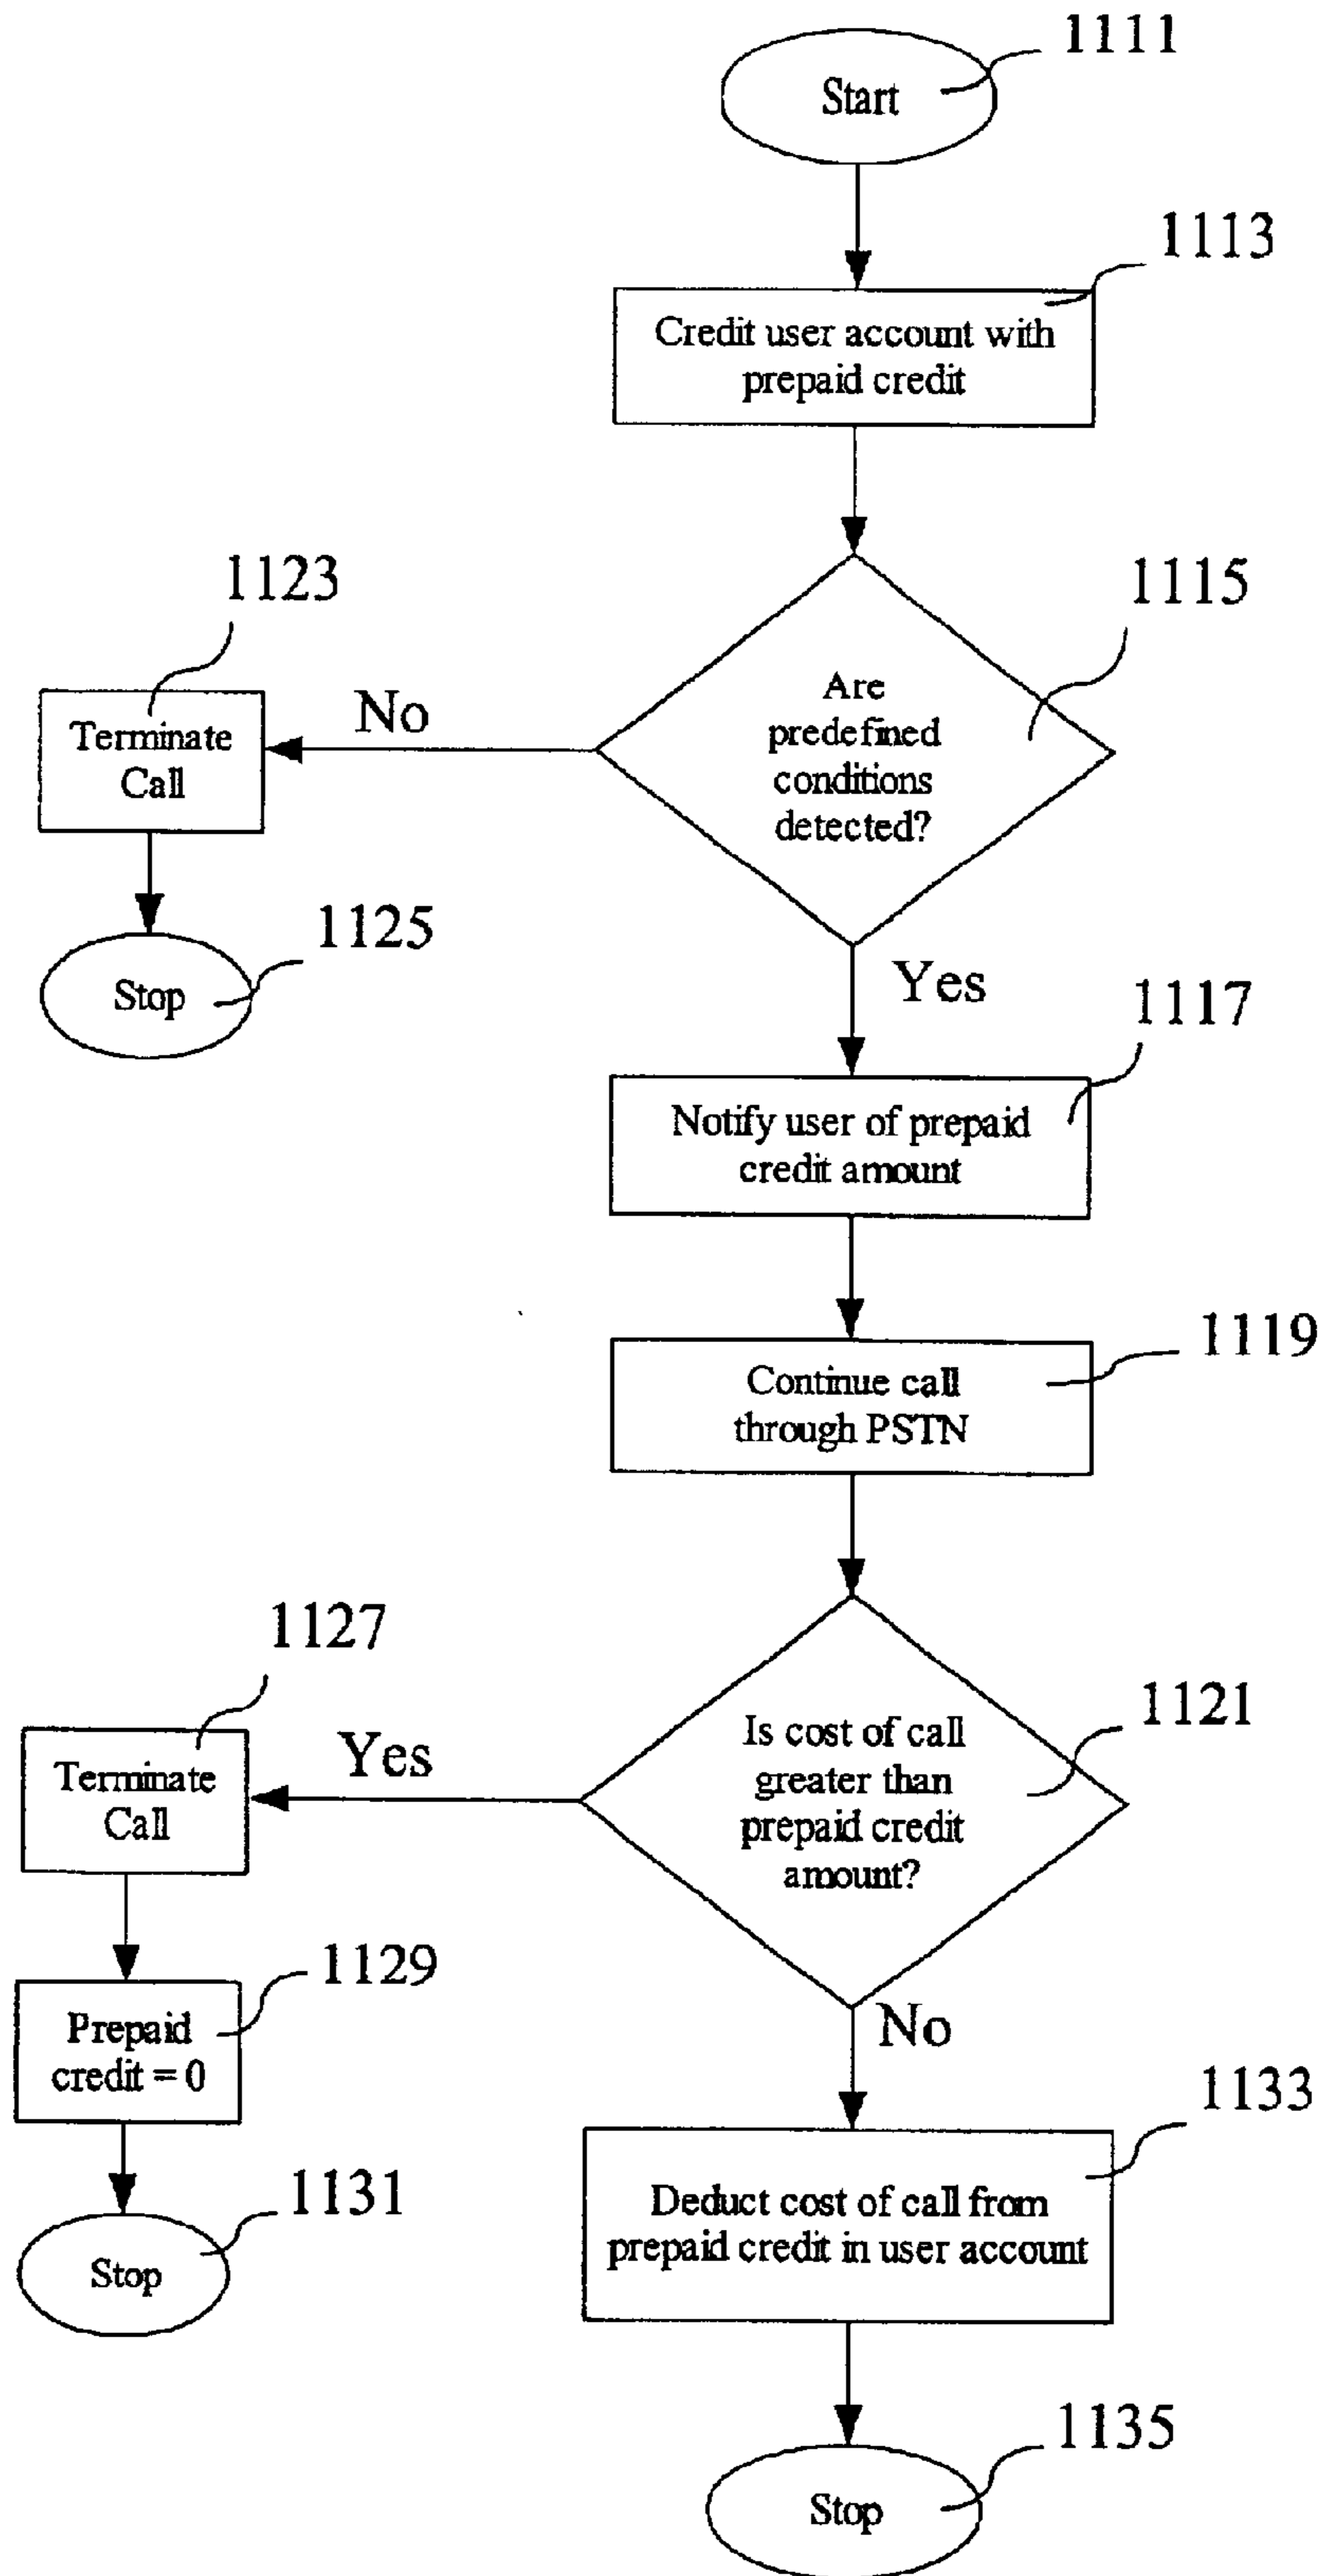 1111
Start
1113
Credit user account with
prepaid credit
1115
Are
predefined
conditions
detected?
No
1123
Terminate
Call
1125
Stop
Yes
1117
Notify user of prepaid
credit amount
1119
Continue call
through PSTN
1121
Is cost of call
greater than
prepaid credit
amount?
Yes
1127
Terminate
Call
1129
Prepaid
credit = 0
1131
Stop
No
1133
Deduct cost of call from
prepaid credit in user account
1135
Stop